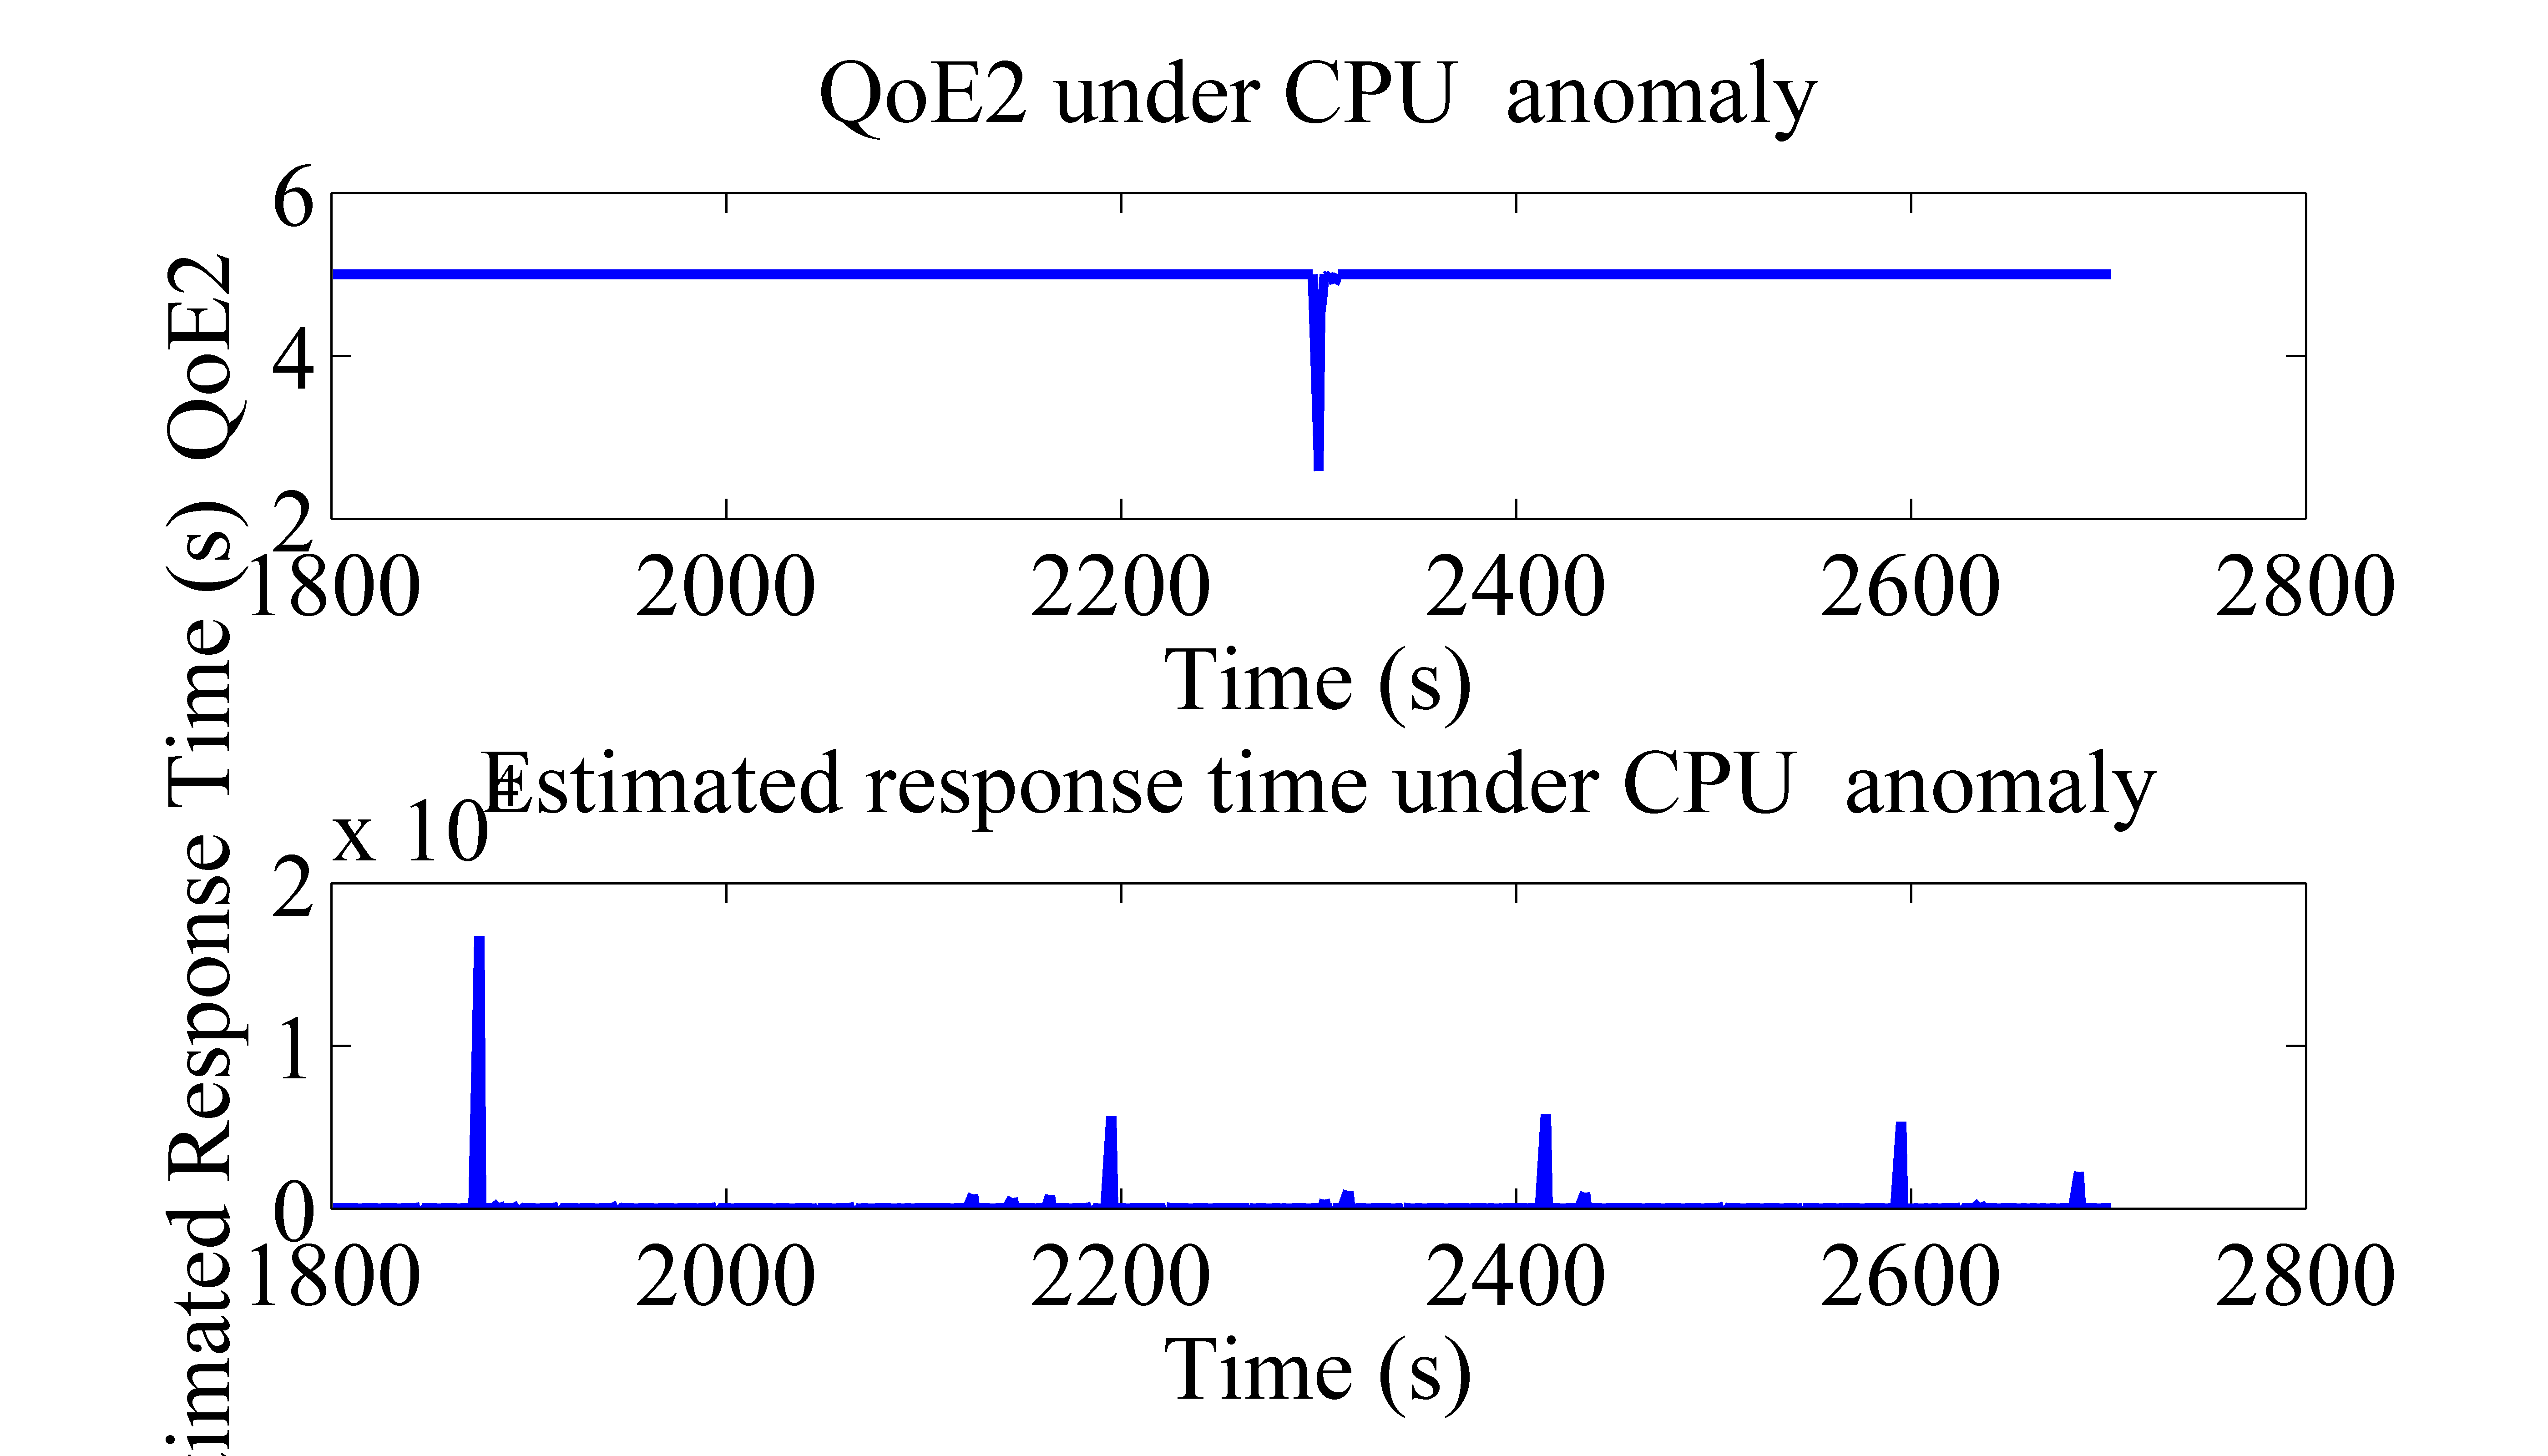 QoE2 under CPU anomaly
6
4
2
QoE2
1800 2000 2200 2400 2600 2800
Time (s)
Estimated response time under CPU anomaly
x 10^4
2
1
0
timated Response Time (s)
1800 2000 2200 2400 2600 2800
Time (s)